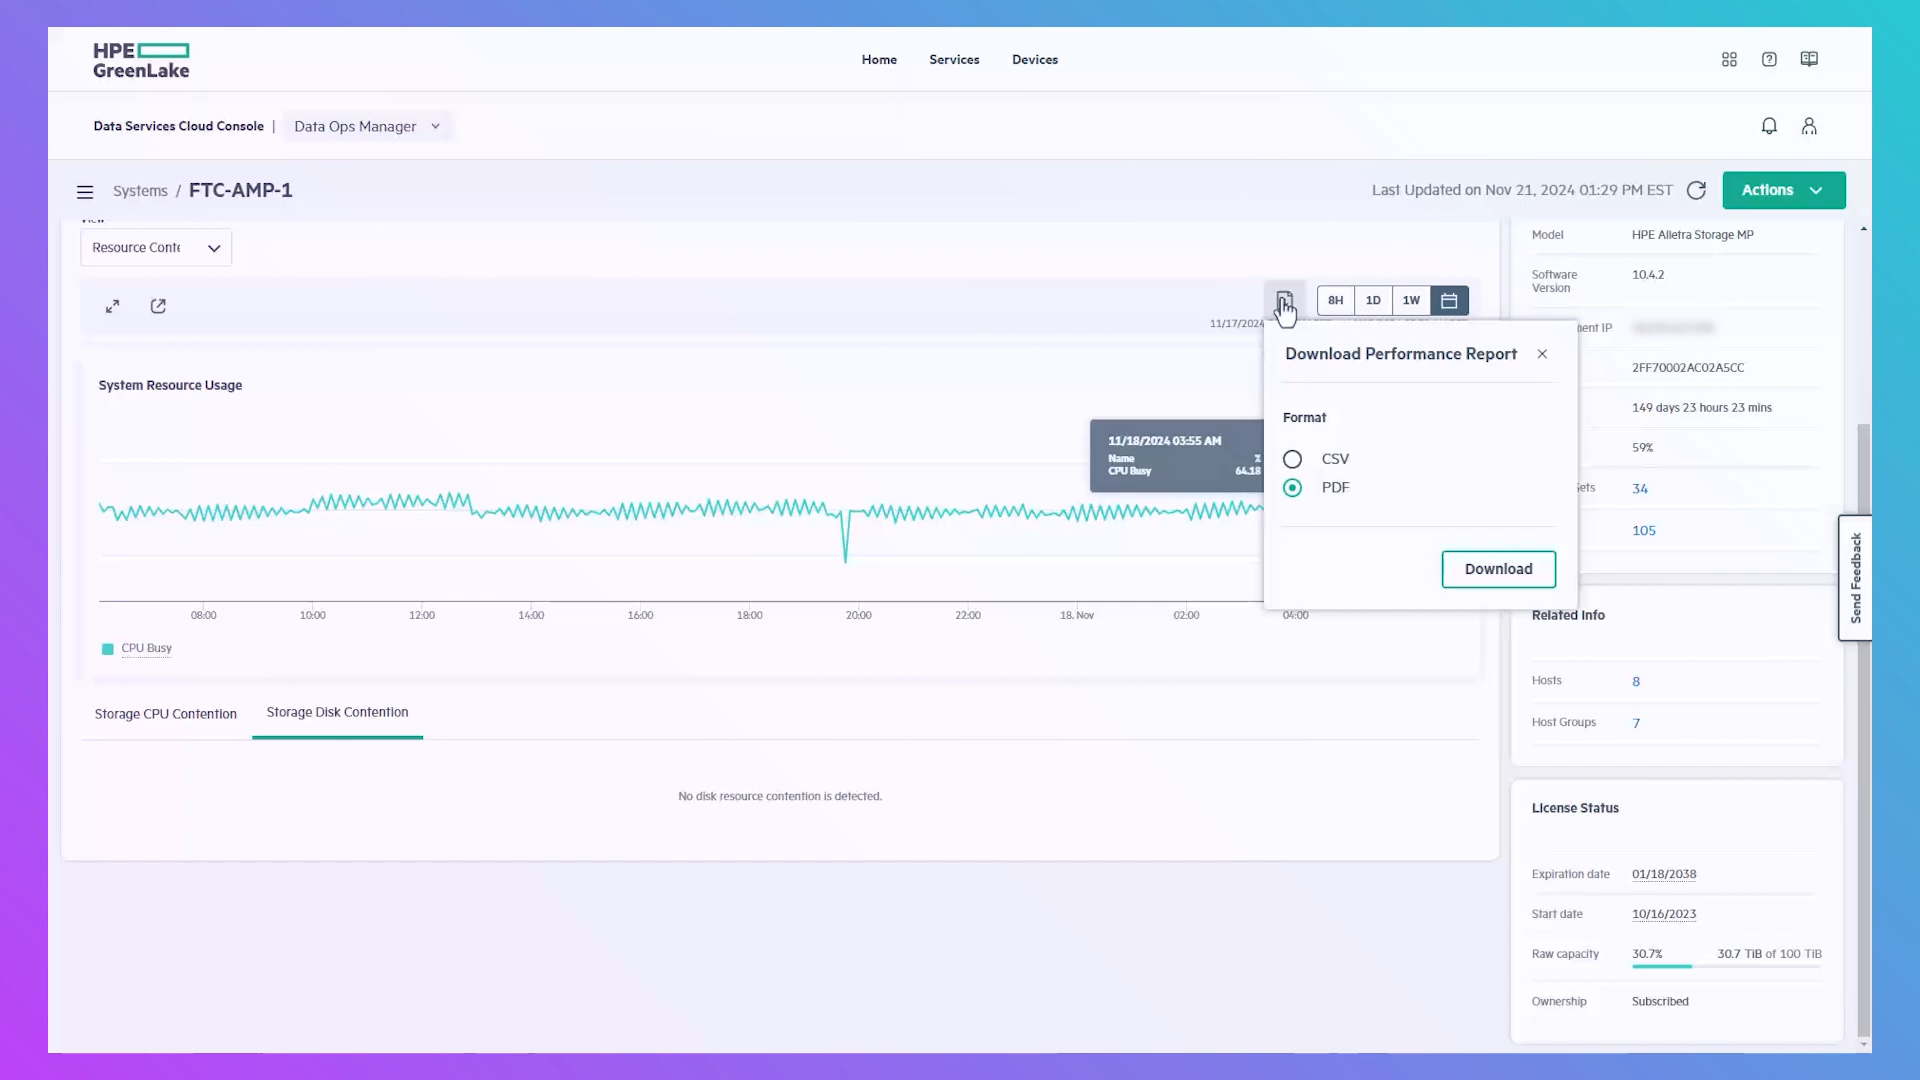 HPE
GreenLake
Home Services Devices
Data Services Cloud Console | Data Ops Manager
Systems / FTC-AMP-1
Last Updated on Nov 21, 2024 01:29 PM EST
Actions
View
Resource Conte
8H 1D 1W
11/17/2024
System Resource Usage
11/18/2024 03:55 AM
Name %
CPU Busy 64.18
08:00 10:00 12:00 14:00 16:00 18:00 20:00 22:00 18. Nov 02:00 04:00
CPU Busy
Storage CPU Contention Storage Disk Contention
No disk resource contention is detected.
Download Performance Report
Format
CSV
PDF
Download
Model HPE Alletra Storage MP
Software
Version
10.4.2
ment IP
2FF70002AC02A5CC
149 days 23 hours 23 mins
59%
34
105
Related Info
Hosts 8
Host Groups 7
License Status
Expiration date 01/18/2038
Start date 10/16/2023
Raw capacity 30.7% 30.7 TiB of 100 TiB
Ownership Subscribed
Send Feedback